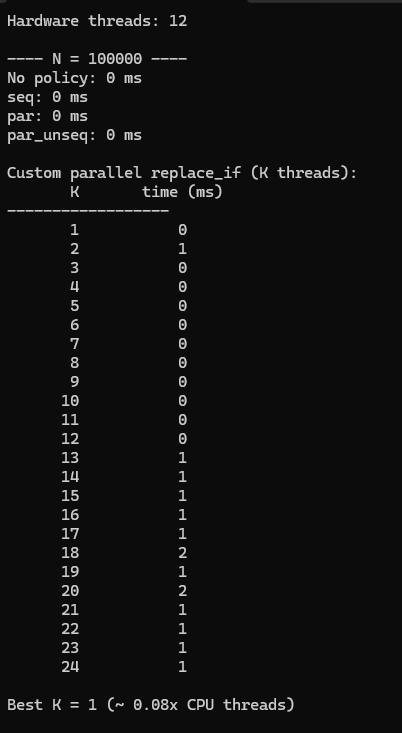 Hardware threads: 12
---- N = 100000 ----
No policy: 0 ms
seq: 0 ms
par: 0 ms
par_unseq: 0 ms
Custom parallel replace_if (K threads):
K time (ms)
------------------
1 0
2 1
3 0
4 0
5 0
6 0
7 0
8 0
9 0
10 0
11 0
12 0
13 1
14 1
15 1
16 1
17 1
18 2
19 1
20 2
21 1
22 1
23 1
24 1
Best K = 1 (~ 0.08x CPU threads)